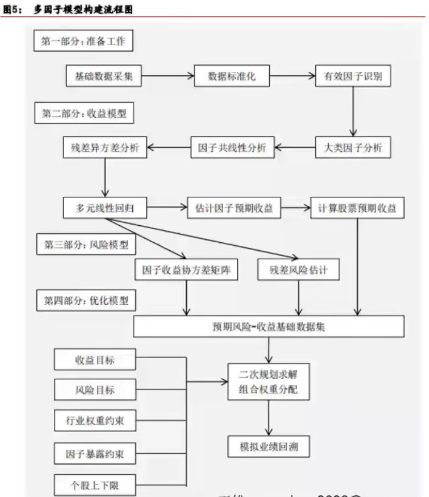 图5： 多因子模型构建流程图
第一部分：准备工作
基础数据采集
数据标准化
有效因子识别
第二部分：收益模型
残差异方差分析
因子共线性分析
大类因子分析
多元线性回归
估计因子预期收益
计算股票预期收益
第三部分：风险模型
因子收益协方差矩阵
残差风险估计
第四部分：优化模型
预期风险-收益基础数据集
收益目标
风险目标
行业权重约束
因子暴露约束
个股上下限
二次规划求解
组合权重分配
模拟业绩回溯